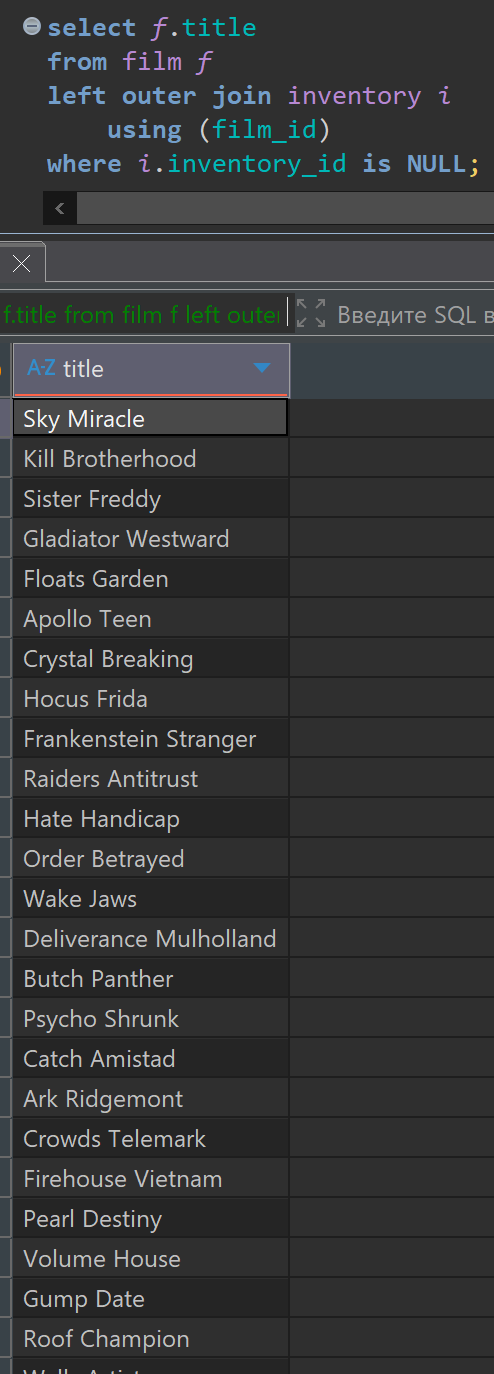 select f.title
from film f
left outer join inventory i
using (film_id)
where i.inventory_id is NULL;
f.title from film f left outer
Введите SQL в
A-Z title
Sky Miracle
Kill Brotherhood
Sister Freddy
Gladiator Westward
Floats Garden
Apollo Teen
Crystal Breaking
Hocus Frida
Frankenstein Stranger
Raiders Antitrust
Hate Handicap
Order Betrayed
Wake Jaws
Deliverance Mulholland
Butch Panther
Psycho Shrunk
Catch Amistad
Ark Ridgemont
Crowds Telemark
Firehouse Vietnam
Pearl Destiny
Volume House
Gump Date
Roof Champion